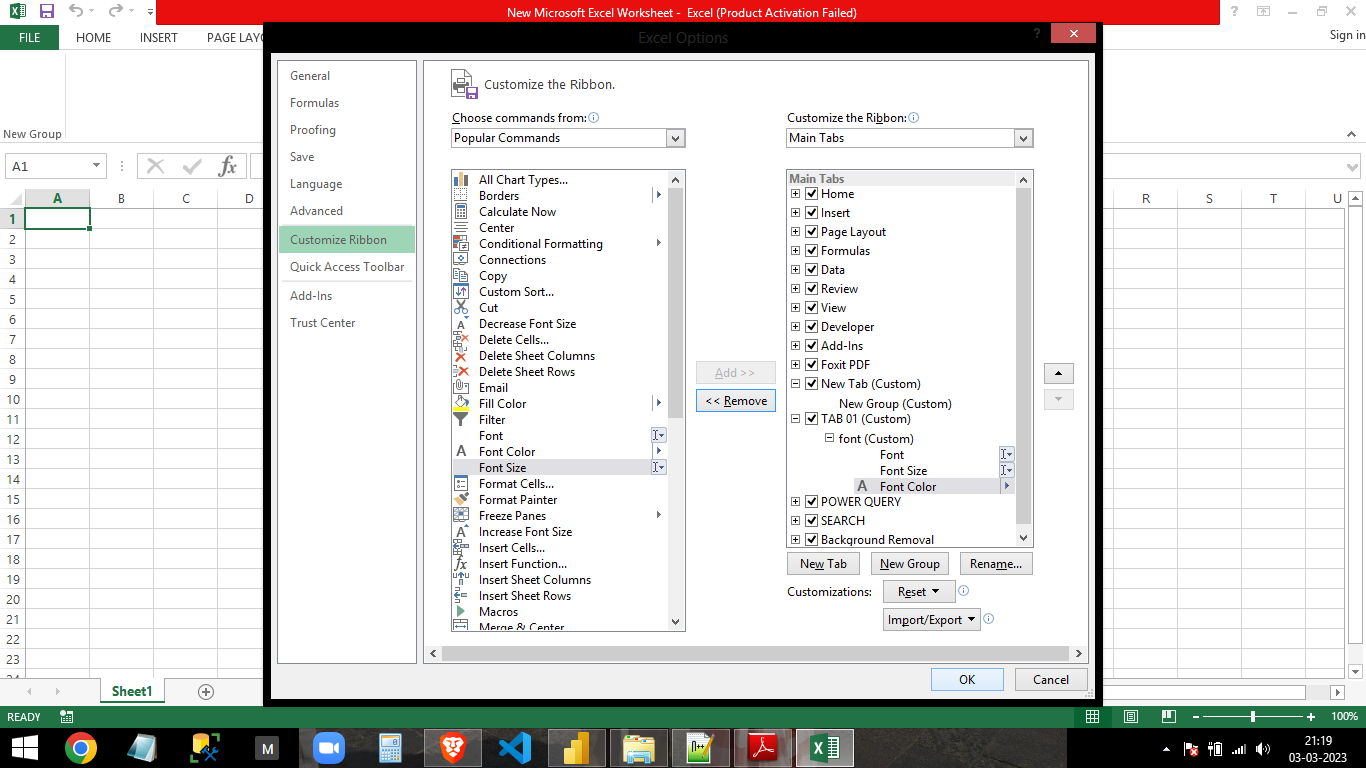 New Microsoft Excel Worksheet -  Excel (Product Activation Failed)
Excel Options
?
FILE
HOME
INSERT
PAGE LAYO
Sign in
New Group
A1
fx
A B C D R S T U
1
2
3
4
5
6
7
8
9
10
11
12
13
14
15
16
17
18
19
20
21
22
23
General
Formulas
Proofing
Save
Language
Advanced
Customize Ribbon
Quick Access Toolbar
Add-Ins
Trust Center
Customize the Ribbon.
Choose commands from:
Popular Commands
All Chart Types...
Borders
Calculate Now
Center
Conditional Formatting
Connections
Copy
Custom Sort...
Cut
Decrease Font Size
Delete Cells...
Delete Sheet Columns
Delete Sheet Rows
Email
Fill Color
Filter
Font
Font Color
Font Size
Format Cells...
Format Painter
Freeze Panes
Increase Font Size
Insert Cells...
Insert Function...
Insert Sheet Columns
Insert Sheet Rows
Macros
Merge & Center
Add >>
<< Remove
Customize the Ribbon:
Main Tabs
Main Tabs
Home
Insert
Page Layout
Formulas
Data
Review
View
Developer
Add-Ins
Foxit PDF
New Tab (Custom)
New Group (Custom)
TAB 01 (Custom)
font (Custom)
Font
Font Size
A Font Color
POWER QUERY
SEARCH
Background Removal
New Tab
New Group
Rename...
Customizations:
Reset
Import/Export
OK
Cancel
Sheet1
READY
100%
M
21:19
03-03-2023